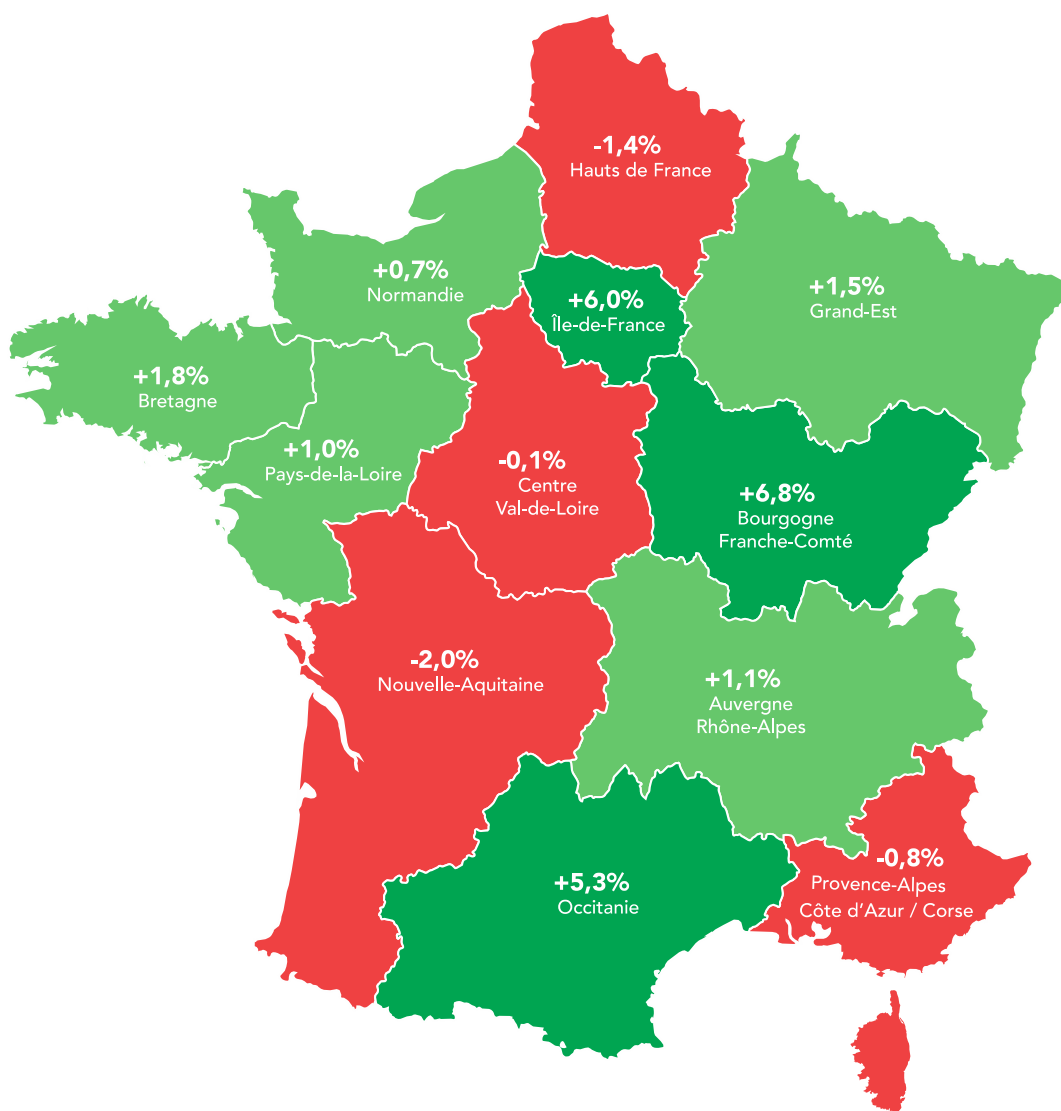 -1,4%
Hauts de France
+0,7%
Normandie
+6,0%
Île-de-France
+1,5%
Grand-Est
+1,8%
Bretagne
+1,0%
Pays-de-la-Loire
-0,1%
Centre
Val-de-Loire
+6,8%
Bourgogne
Franche-Comté
-2,0%
Nouvelle-Aquitaine
+1,1%
Auvergne
Rhône-Alpes
+5,3%
Occitanie
-0,8%
Provence-Alpes
Côte d'Azur / Corse